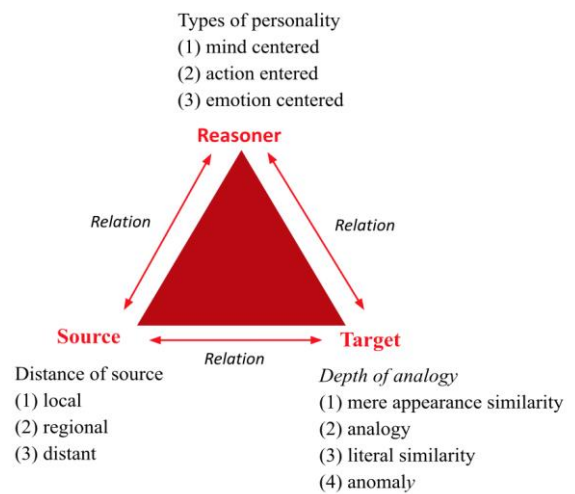 Types of personality
(1) mind centered
(2) action entered
(3) emotion centered
Reasoner
Relation
Relation
Source
Relation
Target
Distance of source
(1) local
(2) regional
(3) distant
Depth of analogy
(1) mere appearance similarity
(2) analogy
(3) literal similarity
(4) anomaly